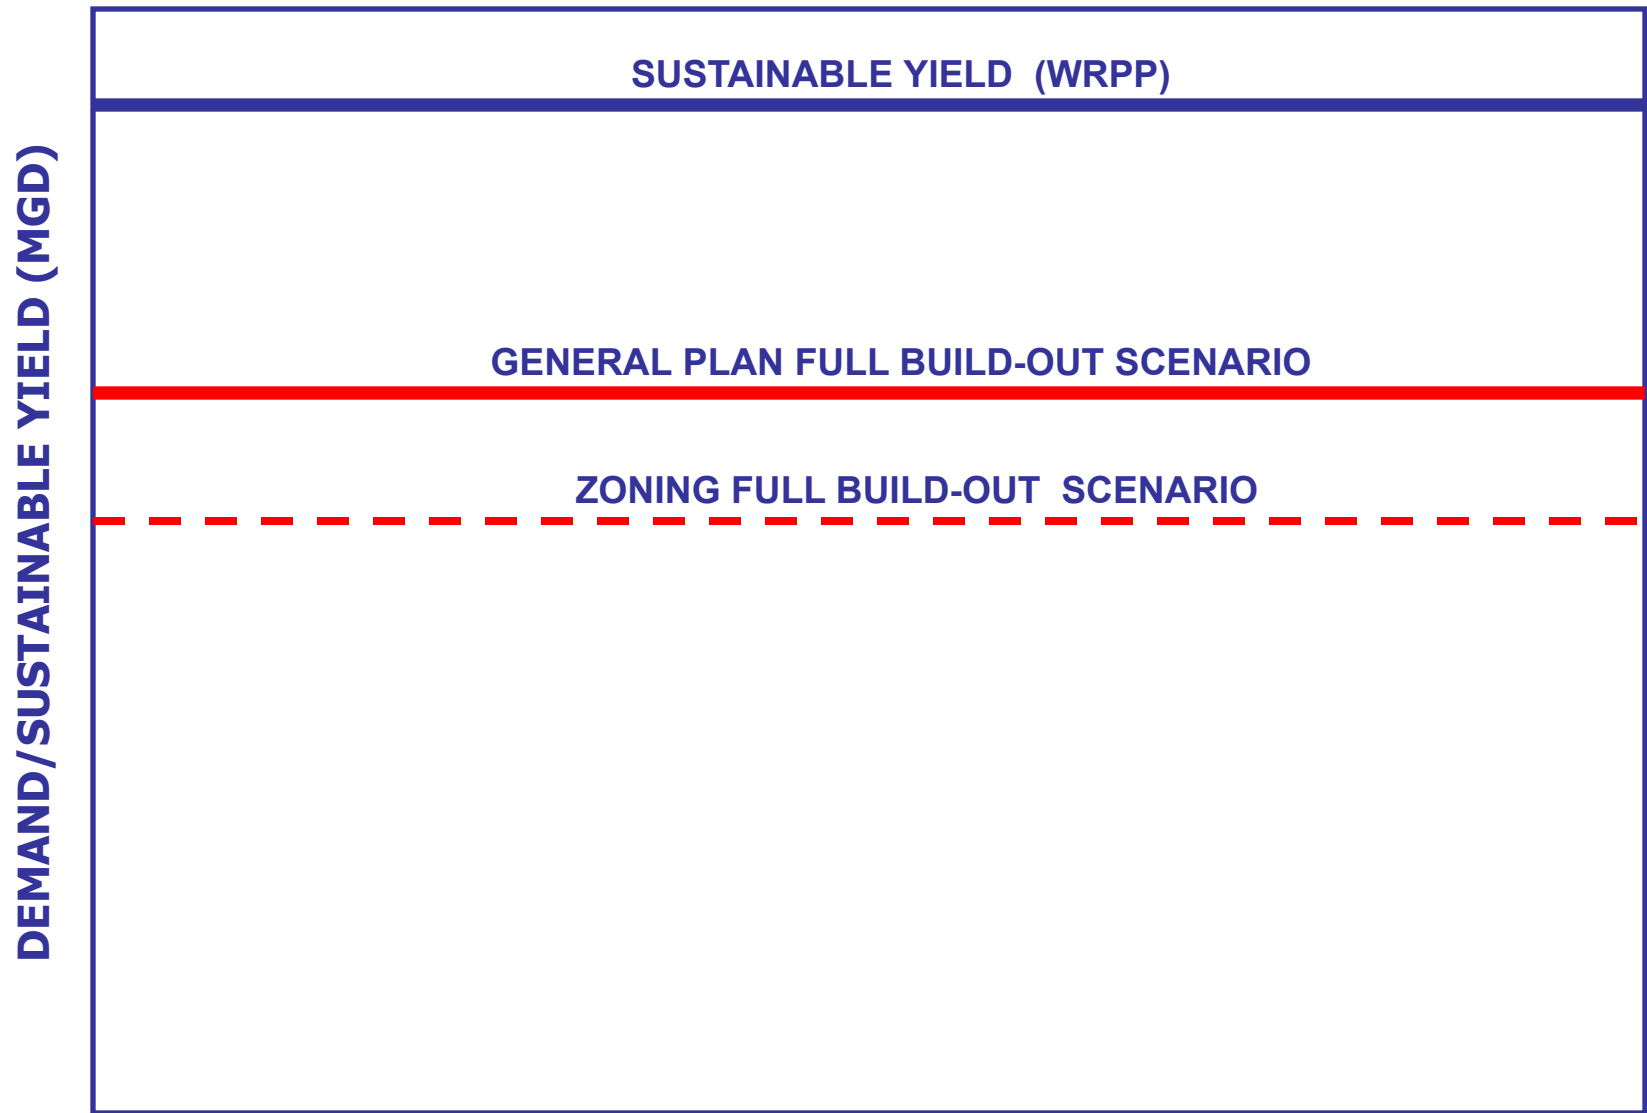 SUSTAINABLE YIELD  (WRPP)
DEMAND/SUSTAINABLE YIELD (MGD)
GENERAL PLAN FULL BUILD-OUT SCENARIO
ZONING FULL BUILD-OUT  SCENARIO